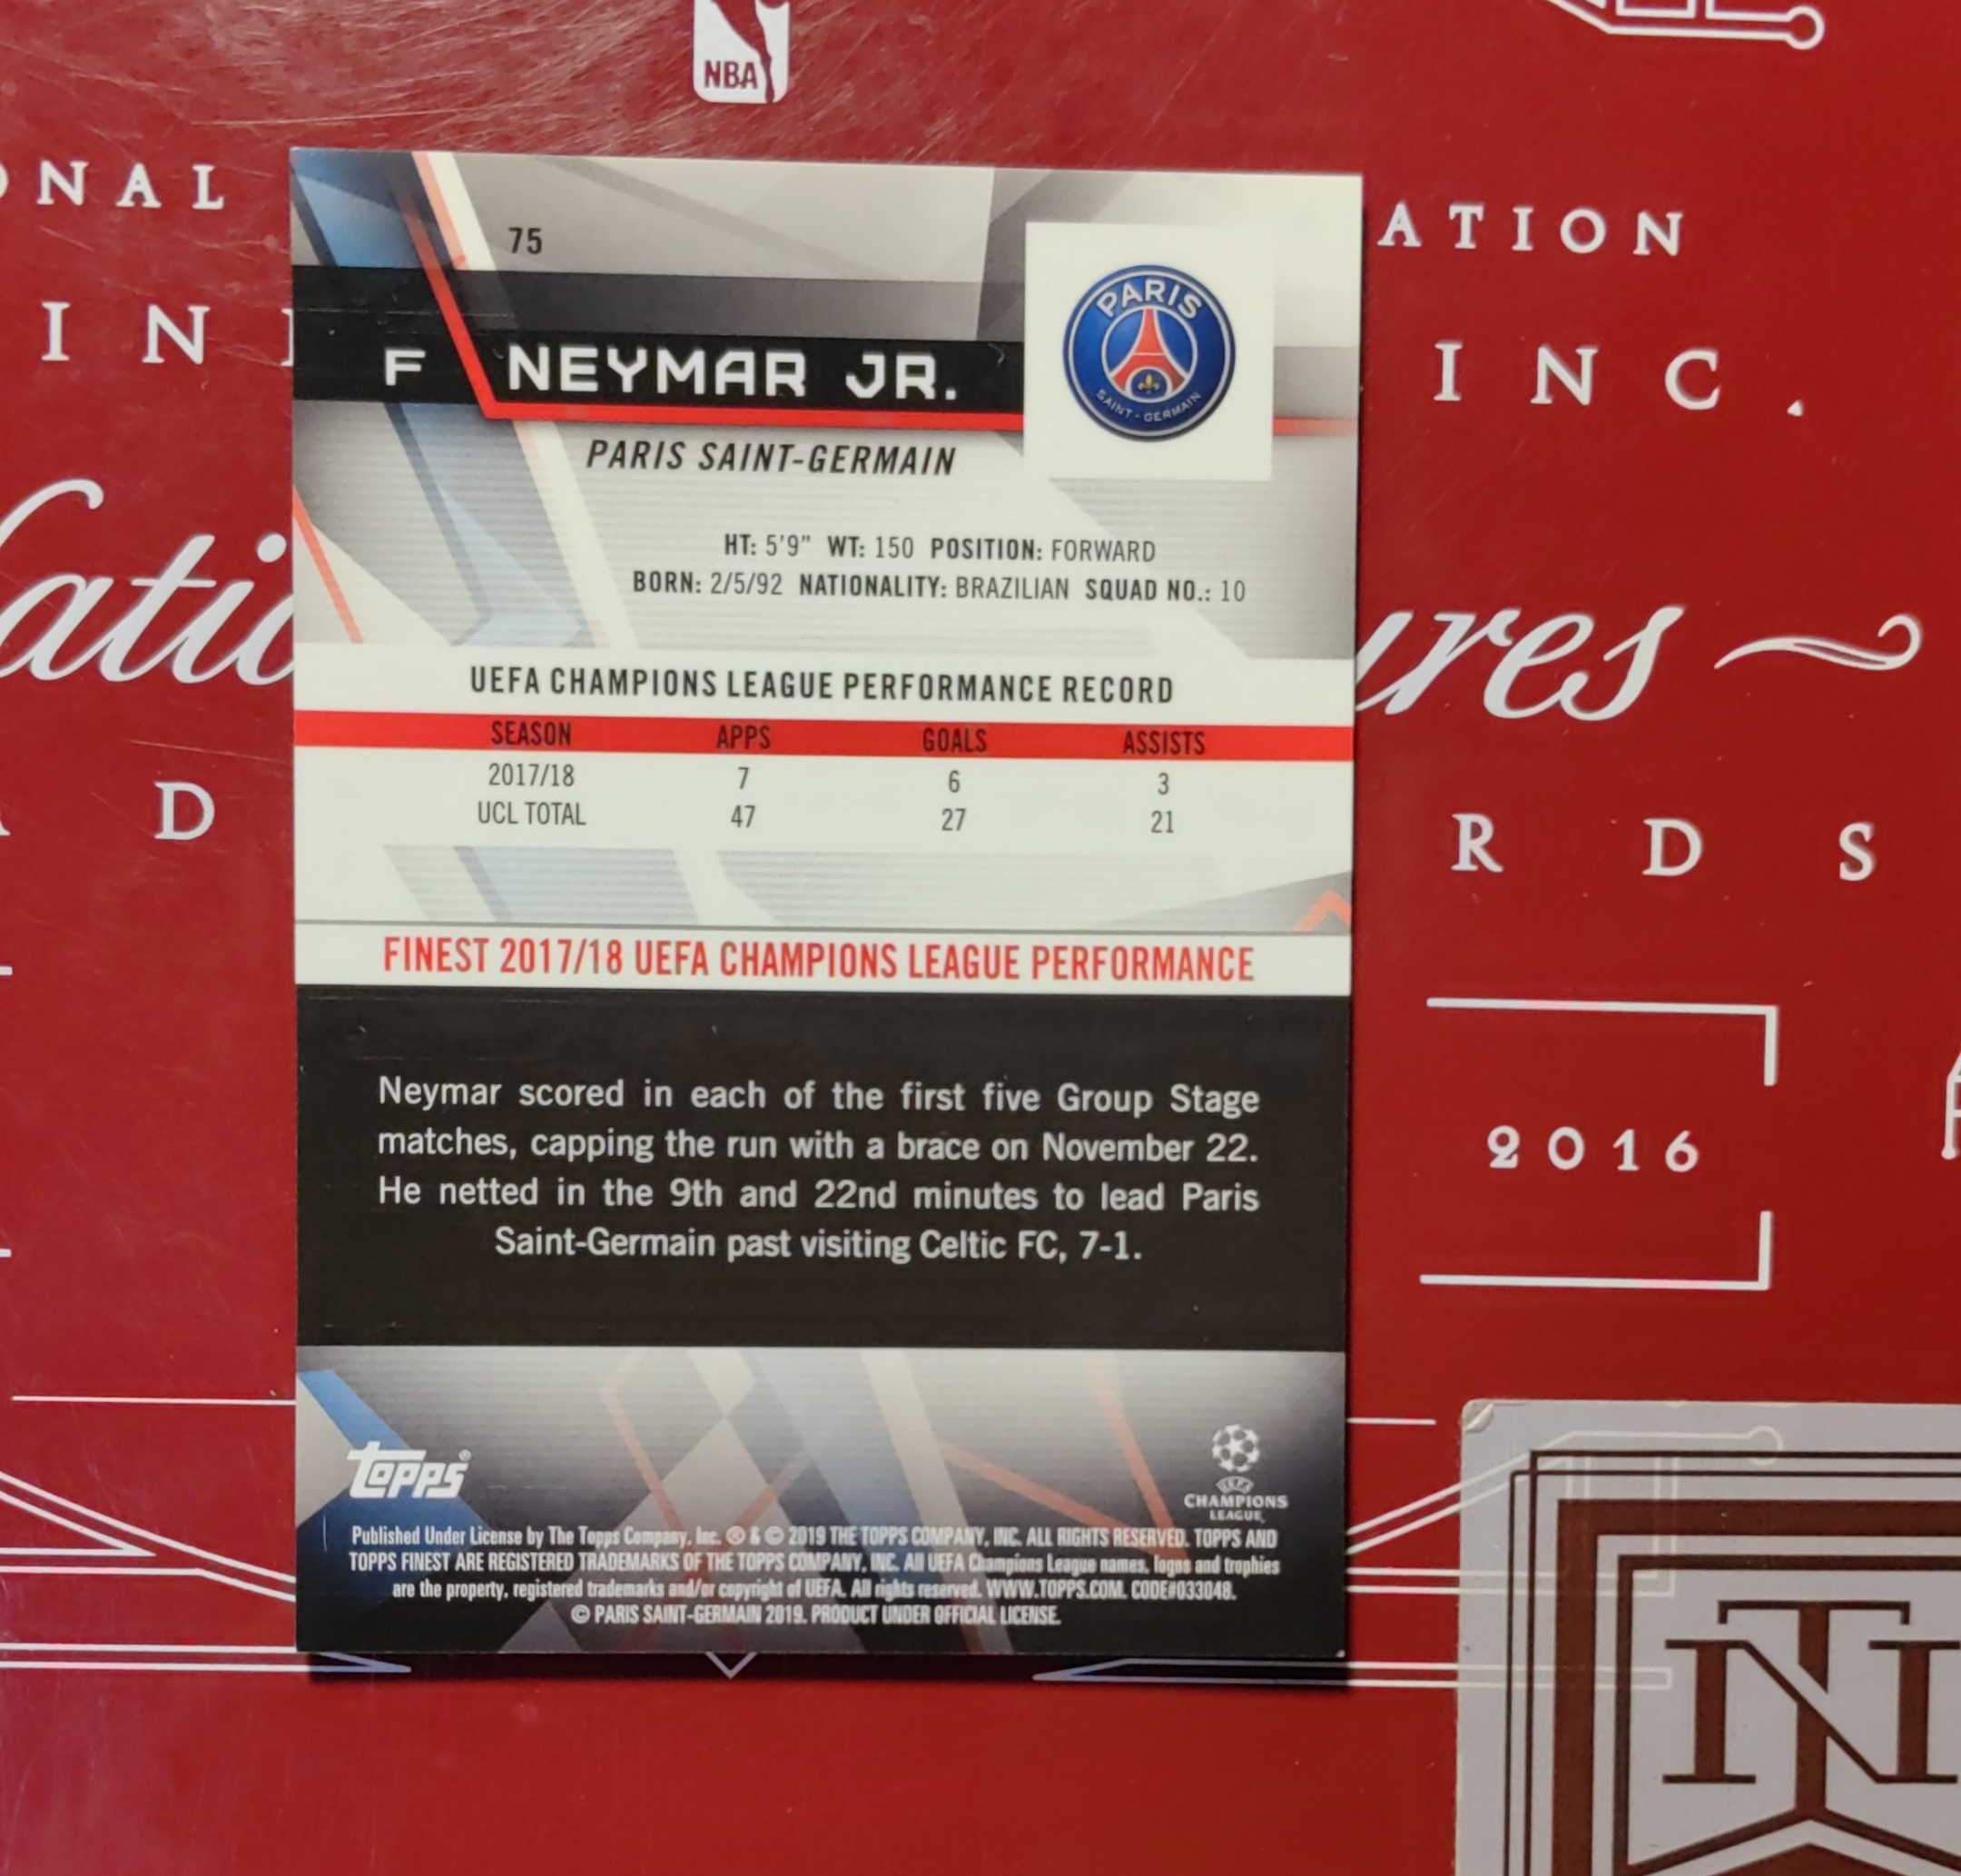 NBA
ONAL
ATION
75
PARIS
SAINT-GERMAIN
IN
INC.
F NEYMAR JR.
PARIS SAINT-GERMAIN
HT: 5'9" WT: 150 POSITION: FORWARD
BORN: 2/5/92 NATIONALITY: BRAZILIAN SQUAD NO.: 10
ures
UEFA CHAMPIONS LEAGUE PERFORMANCE RECORD
SEASON APPS GOALS ASSISTS
2017/18 7 6 3
UCL TOTAL 47 27 21
D
RDS
FINEST 2017/18 UEFA CHAMPIONS LEAGUE PERFORMANCE
Neymar scored in each of the first five Group Stage
matches, capping the run with a brace on November 22.
He netted in the 9th and 22nd minutes to lead Paris
Saint-Germain past visiting Celtic FC, 7-1.
2016
Topps®
UEFA
CHAMPIONS
LEAGUE
Published Under License by The Topps Company, Inc. ® & © 2019 THE TOPPS COMPANY, INC. ALL RIGHTS RESERVED. TOPPS AND
TOPPS FINEST ARE REGISTERED TRADEMARKS OF THE TOPPS COMPANY, INC. All UEFA Champions League names, logos and trophies
are the property, registered trademarks and/or copyright of UEFA. All rights reserved. WWW.TOPPS.COM. CODE#033048.
© PARIS SAINT-GERMAIN 2019. PRODUCT UNDER OFFICIAL LICENSE.
NT